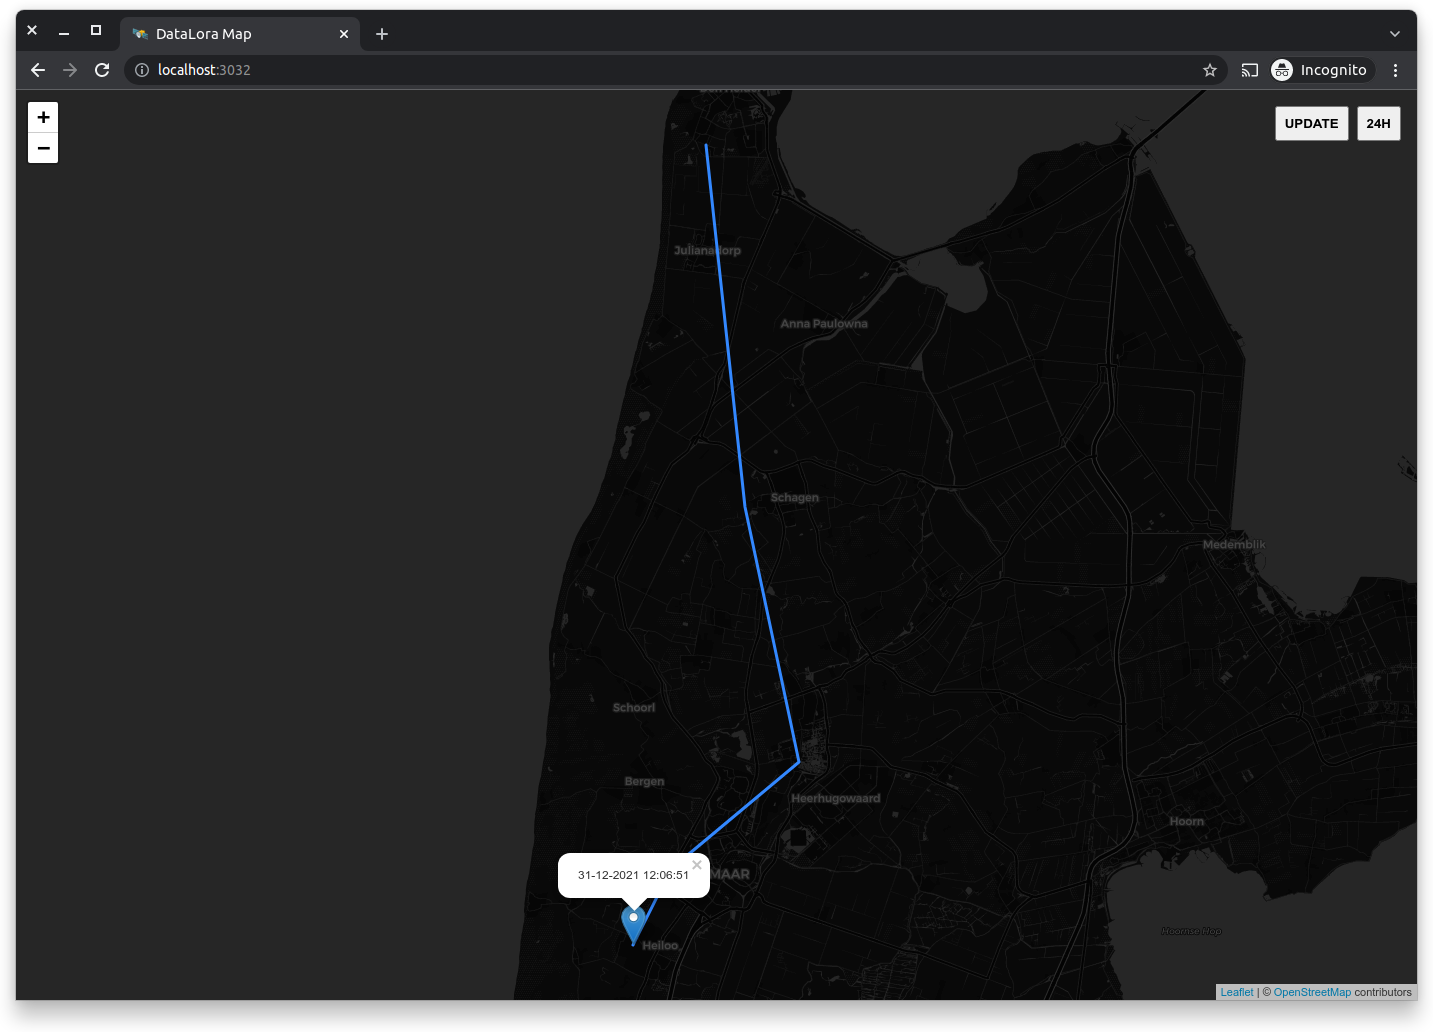 DataLora Map
localhost:3032
Incognito
+
−
UPDATE
24H
Julianadorp
Anna Paulowna
Schagen
Medemblik
Schoorl
Bergen
Heerhugowaard
Hoorn
31-12-2021 12:06:51
×
MAAR
Hoornse Hop
Heiloo
Leaflet | © OpenStreetMap contributors